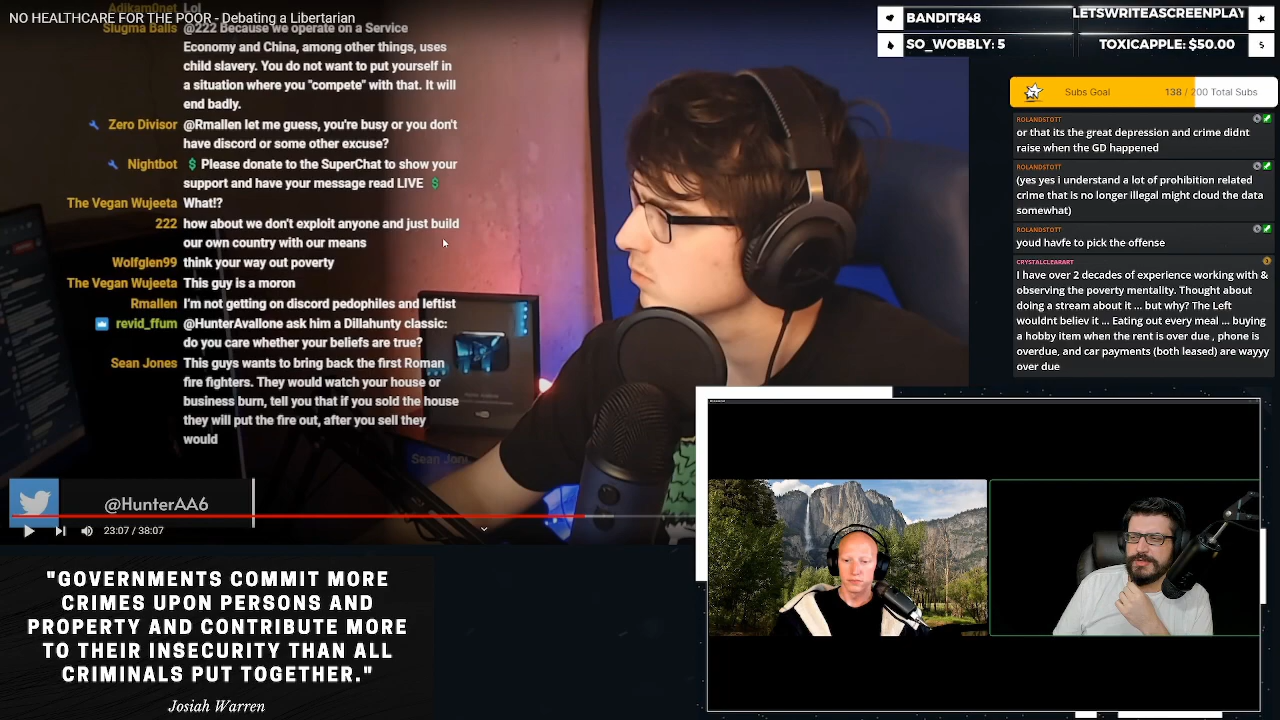 NO HEALTHCARE FOR THE POOR - Debating a Libertarian
Adikam0net Lol
Slugma Balls @222 Because we operate on a Service
Economy and China, among other things, uses
child slavery. You do not want to put yourself in
a situation where you "compete" with that. It will
end badly.
Zero Divisor @Rmallen let me guess, you're busy or you don't
have discord or some other excuse?
Nightbot 💲 Please donate to the SuperChat to show your
support and have your message read LIVE 💲
The Vegan Wujeeta What!?
222 how about we don't exploit anyone and just build
our own country with our means
Wolfglen99 think your way out poverty
The Vegan Wujeeta This guy is a moron
Rmallen I'm not getting on discord pedophiles and leftist
revid_ffum @HunterAvallone ask him a Dillahunty classic:
do you care whether your beliefs are true?
Sean Jones This guys wants to bring back the first Roman
fire fighters. They would watch your house or
business burn, tell you that if you sold the house
they will put the fire out, after you sell they
would
Sean Jon
@HunterAA6
23:07 / 38:07
"GOVERNMENTS COMMIT MORE
CRIMES UPON PERSONS AND
PROPERTY AND CONTRIBUTE MORE
TO THEIR INSECURITY THAN ALL
CRIMINALS PUT TOGETHER."
Josiah Warren
BANDIT848
LETSWRITEASCREENPLAY
SO_WOBBLY: 5
TOXICAPPLE: $50.00
$
Subs Goal 138 / 200 Total Subs
ROLANDSTOTT
or that its the great depression and crime didnt
raise when the GD happened
ROLANDSTOTT
(yes yes i understand a lot of prohibition related
crime that is no longer illegal might cloud the data
somewhat)
ROLANDSTOTT
youd havfe to pick the offense
CRYSTALCLEARART
I have over 2 decades of experience working with &
observing the poverty mentality. Thought about
doing a stream about it ... but why? The Left
wouldnt believ it ... Eating out every meal ... buying
a hobby item when the rent is over due , phone is
overdue, and car payments (both leased) are wayyy
over due